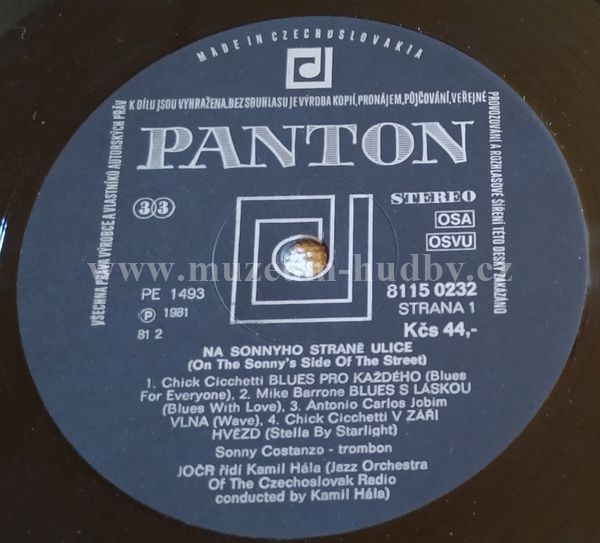 MADE IN CZECHOSLOVAKIA
VŠECHNA PRÁVA VÝROBCE A VLASTNÍKŮ AUTORSKÝCH PRÁV
K DÍLU JSOU VYHRAŽENA, BEZ SOUHLASU JE VÝROBA KOPIÍ, PRONÁJEM, PŮJČOVÁNÍ, VEŘEJNÉ
PROVOZOVÁNÍ A ROZHLASOVÉ ŠÍŘENÍ TÉTO DESKY ZAKÁZÁNO
PANTON
33
STEREO
OSA
OSVU
www.muzeum-hudby.cz
PE 1493
8115 0232
℗ 1981
STRANA 1
81 2
Kčs 44,-
NA SONNYHO STRANĚ ULICE
(On The Sonny's Side Of The Street)
1. Chick Cicchetti BLUES PRO KAŽDÉHO (Blues
For Everyone), 2. Mike Barrone BLUES S LÁSKOU
(Blues With Love), 3. Antonio Carlos Jobim
VLNA (Wave), 4. Chick Cicchetti V ZÁŘI
HVĚZD (Stella By Starlight)
Sonny Costanzo - trombon
JOČR řídí Kamil Hála (Jazz Orchestra
Of The Czechoslovak Radio
conducted by Kamil Hála)